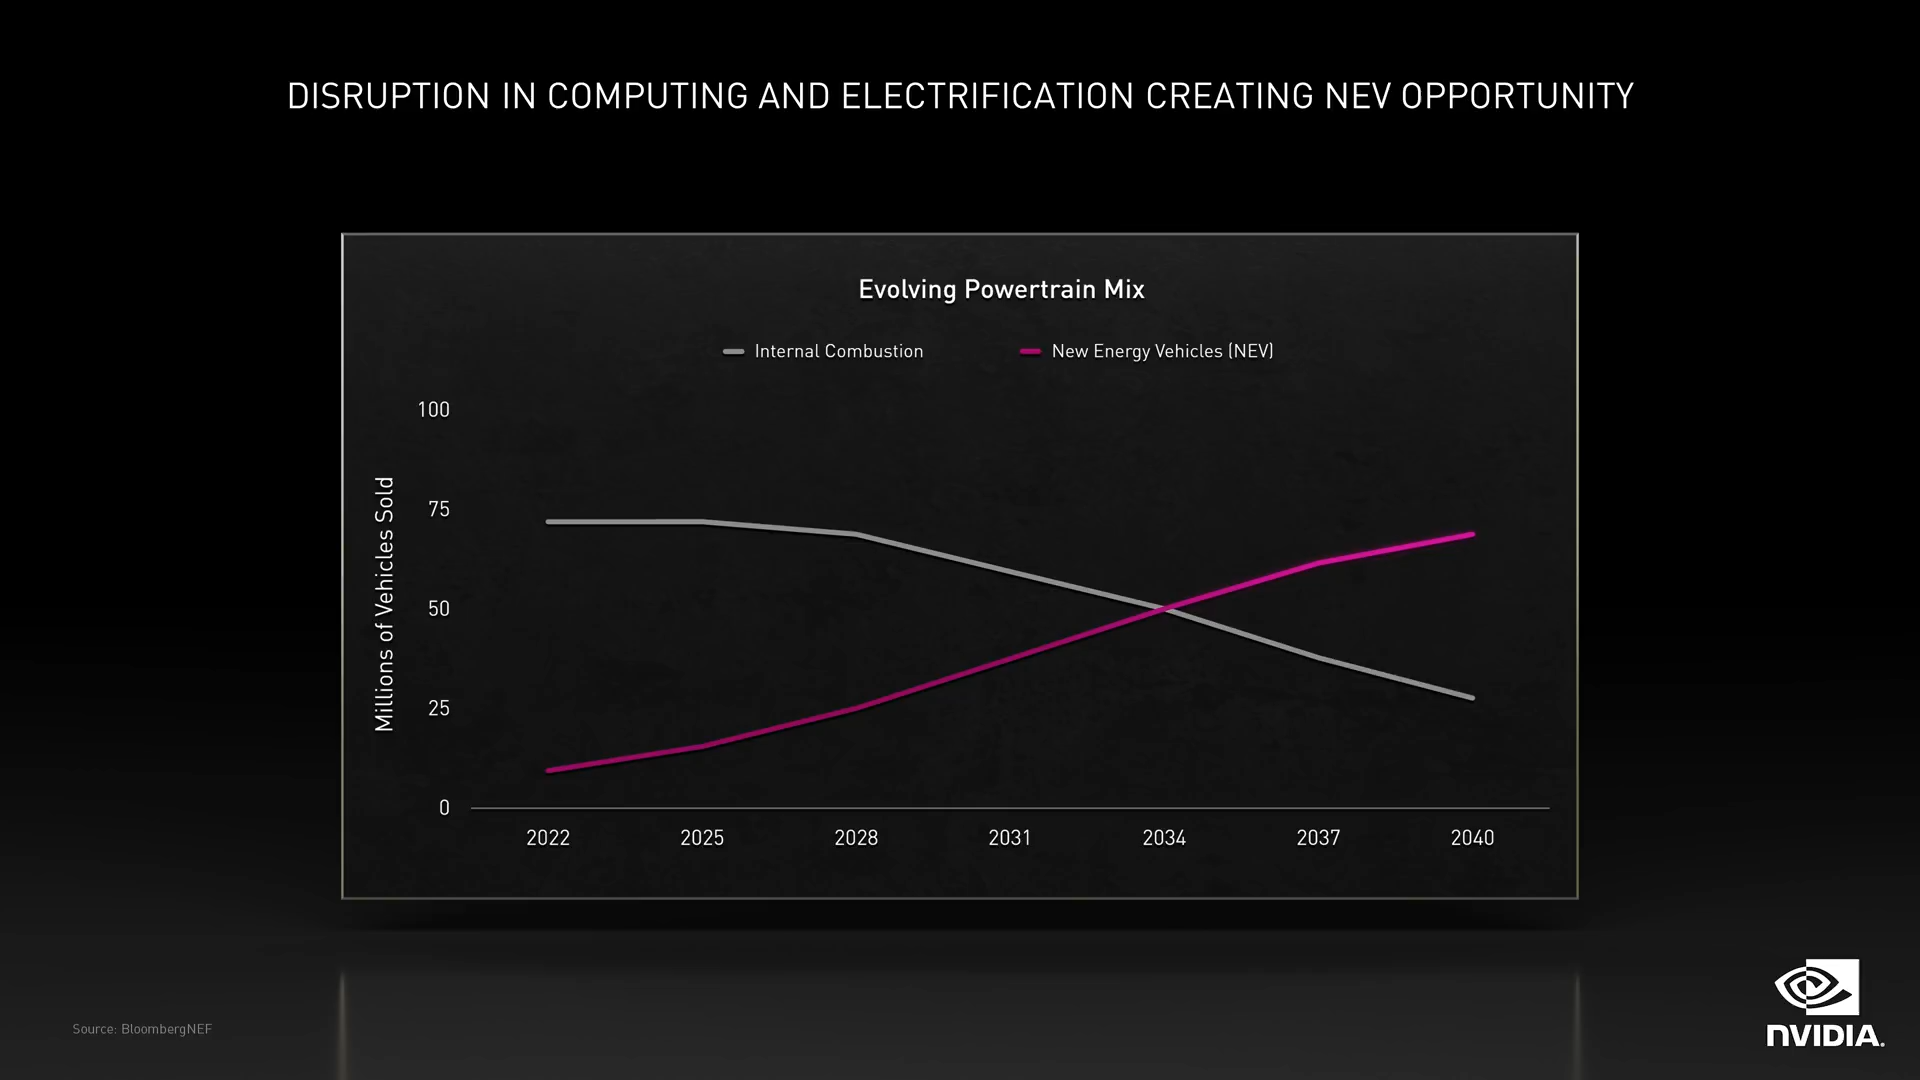 DISRUPTION IN COMPUTING AND ELECTRIFICATION CREATING NEV OPPORTUNITY
Evolving Powertrain Mix
Internal Combustion
New Energy Vehicles (NEV)
Millions of Vehicles Sold
100
75
50
25
0
2022 2025 2028 2031 2034 2037 2040
Source: BloombergNEF
NVIDIA.